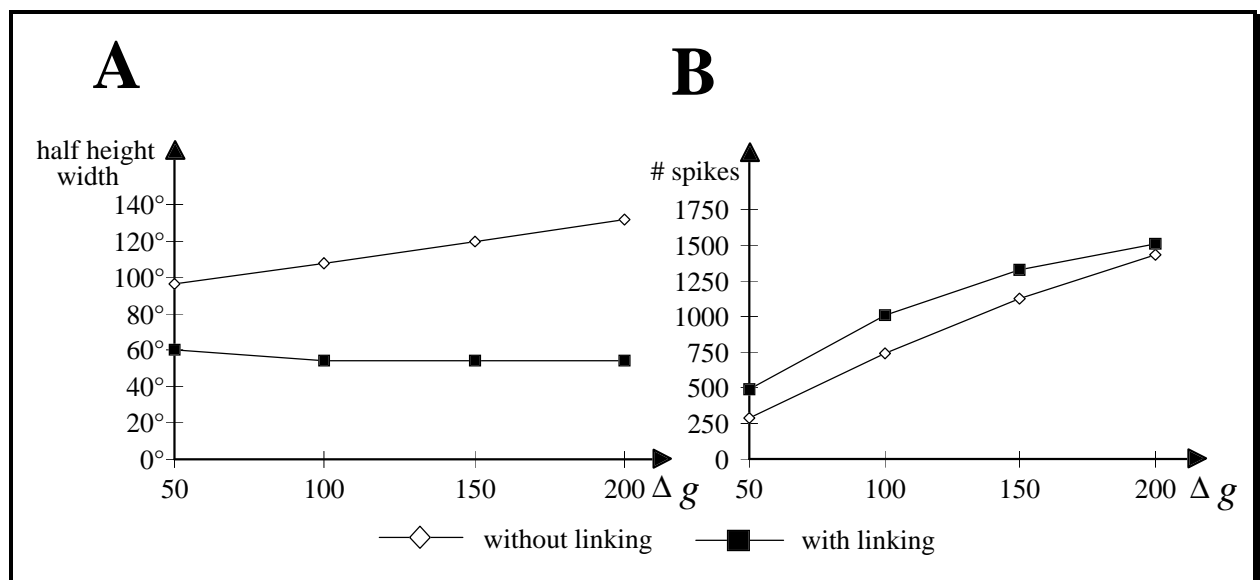 A
half height
width
140°
120°
100°
80°
60°
40°
20°
0°
50 100 150 200 Δ g
B
# spikes
1750
1500
1250
1000
750
500
250
0
50 100 150 200 Δ g
without linking with linking